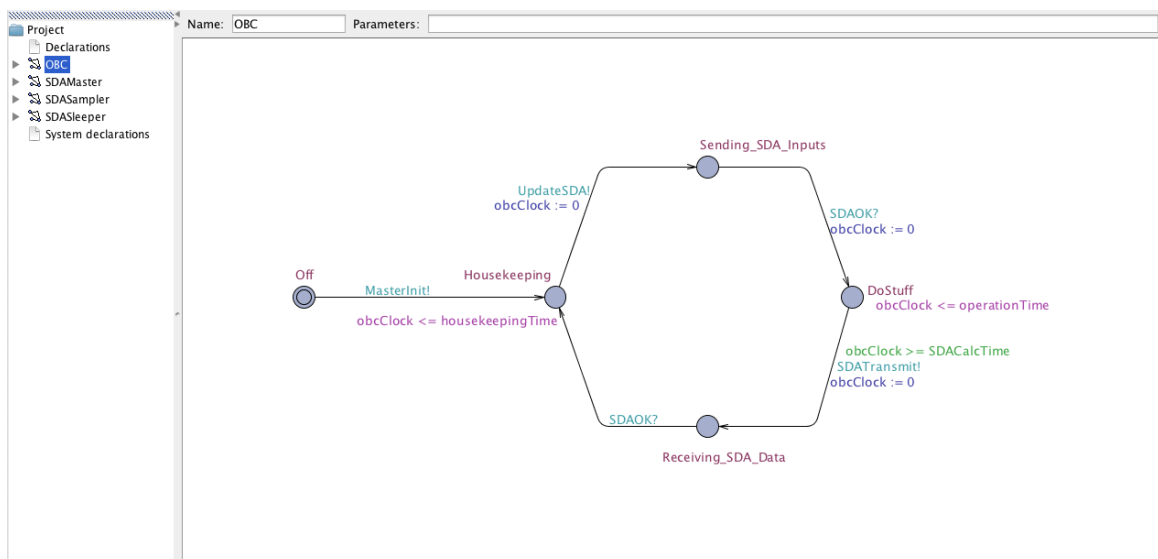 Name: OBC Parameters:
Project
Declarations
OBC
SDAMaster
SDASampler
SDASleeper
System declarations
Sending_SDA_Inputs
UpdateSDA!
obcClock := 0
SDAOK?
obcClock := 0
Off
Housekeeping
MasterInit!
DoStuff
obcClock <= operationTime
obcClock <= housekeepingTime
obcClock >= SDACalcTime
SDATransmit!
obcClock := 0
SDAOK?
Receiving_SDA_Data